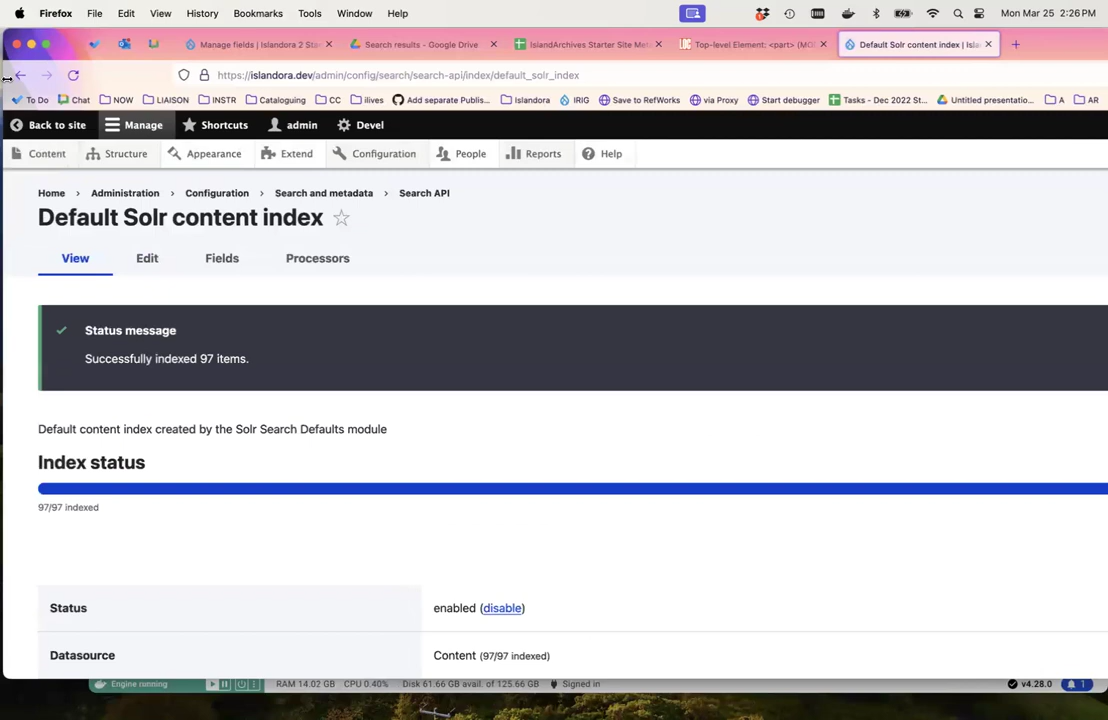 Firefox File Edit View History Bookmarks Tools Window Help Mon Mar 25 2:26 PM
Manage fields | Islandora 2 Sta Search results - Google Drive IslandArchives Starter Site Met Top-level Element: <part> (MO Default Solr content index | Isla
https://islandora.dev/admin/config/search/search-api/index/default_solr_index
To Do Chat NOW LIAISON INSTR Cataloguing CC ilives Add separate Publis... Islandora IRIG Save to RefWorks via Proxy Start debugger Tasks - Dec 2022 St... Untitled presentatio... A AR
Back to site Manage Shortcuts admin Devel
Content Structure Appearance Extend Configuration People Reports Help
Home > Administration > Configuration > Search and metadata > Search API
Default Solr content index
View Edit Fields Processors
Status message
Successfully indexed 97 items.
Default content index created by the Solr Search Defaults module
Index status
97/97 indexed
Status enabled (disable)
Datasource Content (97/97 indexed)
Engine running RAM 14.02 GB CPU 0.40% Disk 61.66 GB avail. of 125.66 GB Signed in v4.28.0 1